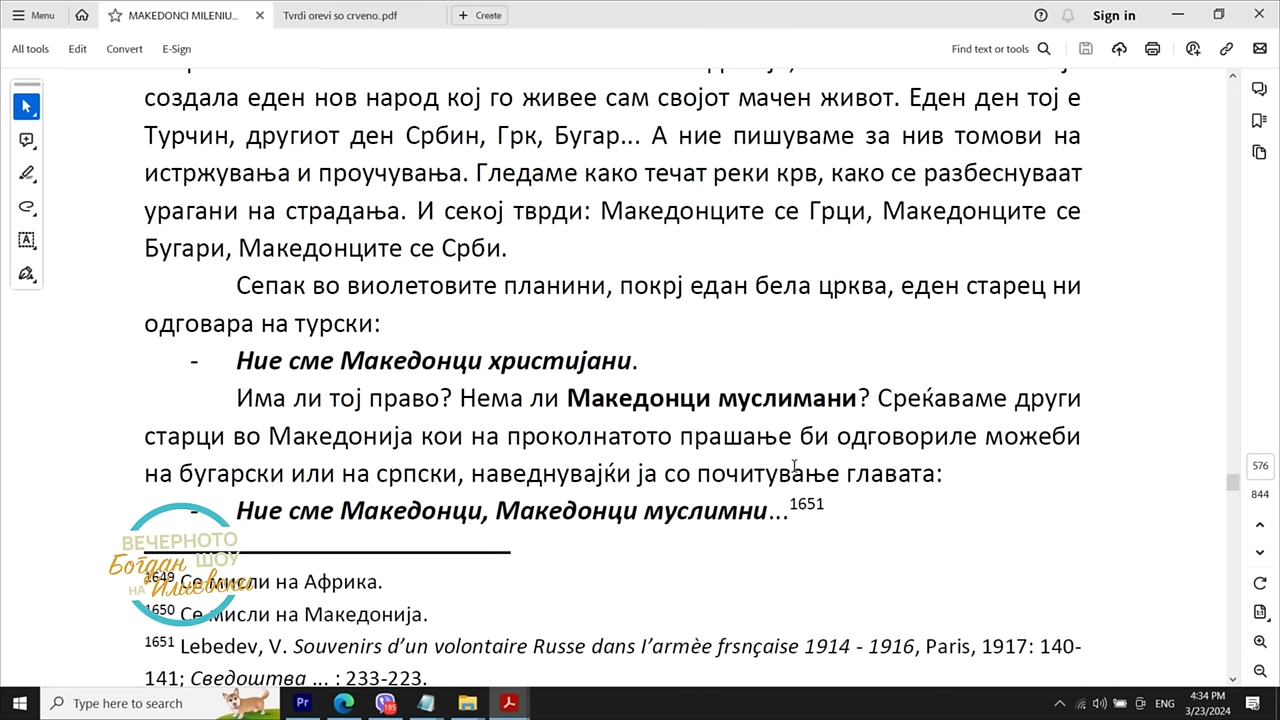 Menu
MAKEDONCI MILENIU...
Tvrdi orevi so crveno..pdf
Create
Sign in
All tools Edit Convert E-Sign
Find text or tools
создала еден нов народ кој го живее сам својот мачен живот. Еден ден тој е
Турчин, другиот ден Србин, Грк, Бугар... А ние пишуваме за нив томови на
истржувања и проучувања. Гледаме како течат реки крв, како се разбеснуваат
урагани на страдања. И секој тврди: Македонците се Грци, Македонците се
Бугари, Македонците се Срби.
Сепак во виолетовите планини, покрј едан бела црква, еден старец ни
одговара на турски:
- Ние сме Македонци христијани.
Има ли тој право? Нема ли Македонци муслимани? Среќаваме други
старци во Македонија кои на проколнатото прашање би одговориле можеби
на бугарски или на српски, наведнувајќи ја со почитување главата:
- Ние сме Македонци, Македонци муслимни...1651
1649 Се мисли на Африка.
1650 Се мисли на Македонија.
1651 Lebedev, V. Souvenirs d’un volontaire Russe dans I’armèe frsnçaise 1914 - 1916, Paris, 1917: 140-
141; Сведоштва ... : 233-223.
ВЕЧЕРНОТО
Богдан ШОУ
НА Илиевски
576
844
Type here to search
Pr
195
ENG
4:34 PM
3/23/2024